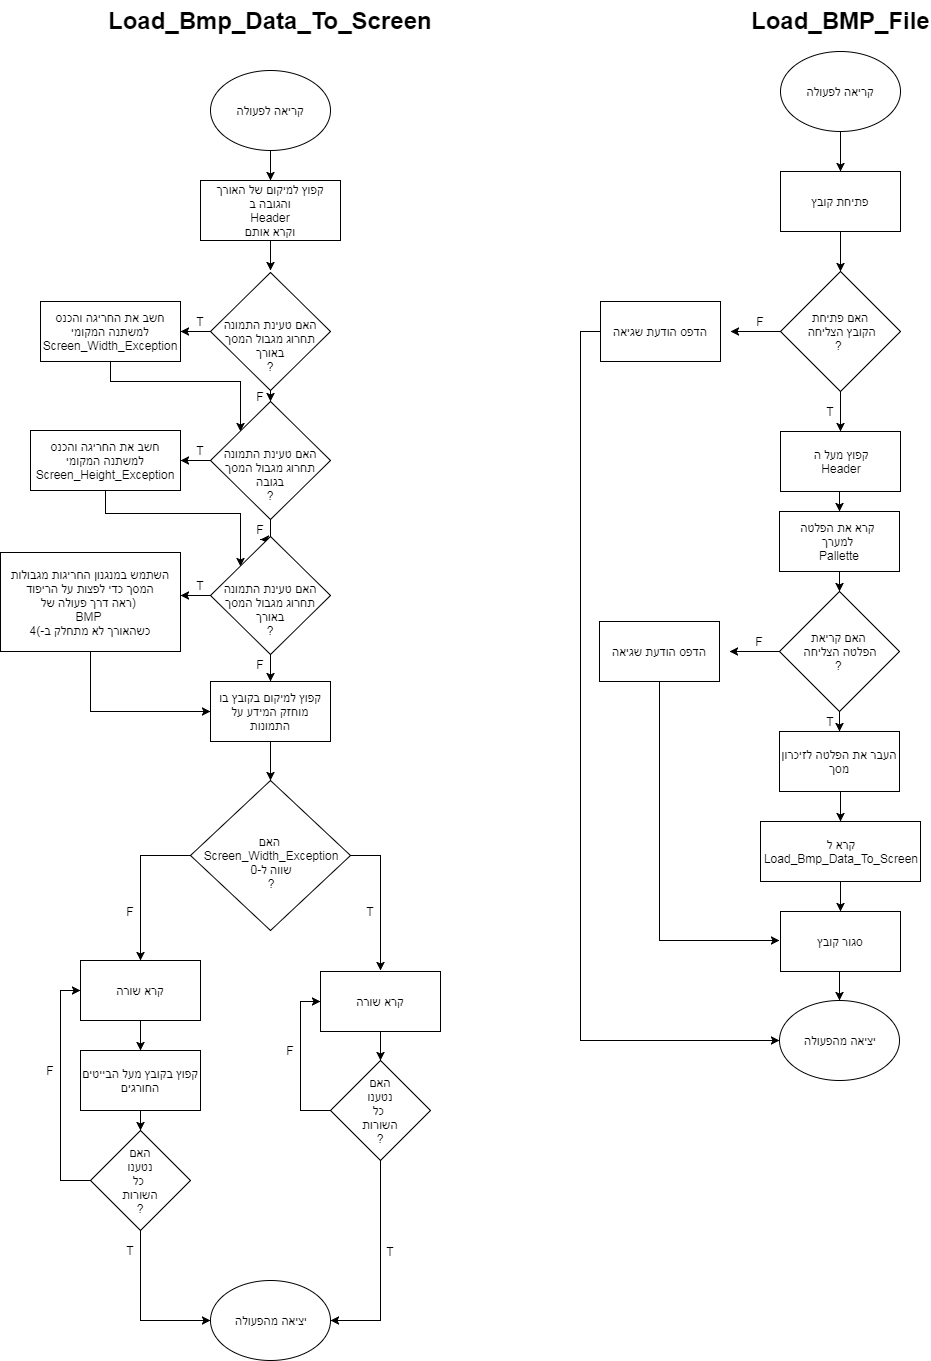 Load_Bmp_Data_To_Screen
קריאה לפעולה
קפוץ למיקום של האורך
והגובה ב
Header
וקרא אותם
האם טעינת התמונה
תחרוג מגבול המסך
באורך
?
T
חשב את החריגה והכנס
למשתנה המקומי
Screen_Width_Exception
F
האם טעינת התמונה
תחרוג מגבול המסך
בגובה
?
T
חשב את החריגה והכנס
למשתנה המקומי
Screen_Height_Exception
F
האם טעינת התמונה
תחרוג מגבול המסך
באורך
?
T
השתמש במנגנון החריגות מגבולות
המסך כדי לפצות על הריפוד
(ראה דרך פעולה של
BMP
כשהאורך לא מתחלק ב-)4
F
קפוץ למיקום בקובץ בו
מוחזק המידע על
התמונות
האם
Screen_Width_Exception
שווה ל-0
?
F
T
קרא שורה
קפוץ בקובץ מעל הבייטים
החורגים
האם
נטענו
כל
השורות
?
F
T
קרא שורה
האם
נטענו
כל
השורות
?
F
T
יציאה מהפעולה
Load_BMP_File
קריאה לפעולה
פתיחת קובץ
האם פתיחת
הקובץ הצליחה
?
F
הדפס הודעת שגיאה
T
קפוץ מעל ה
Header
קרא את הפלטה
למערך
Pallette
האם קריאת
הפלטה הצליחה
?
F
הדפס הודעת שגיאה
T
העבר את הפלטה לזיכרון
מסך
קרא ל
Load_Bmp_Data_To_Screen
סגור קובץ
יציאה מהפעולה